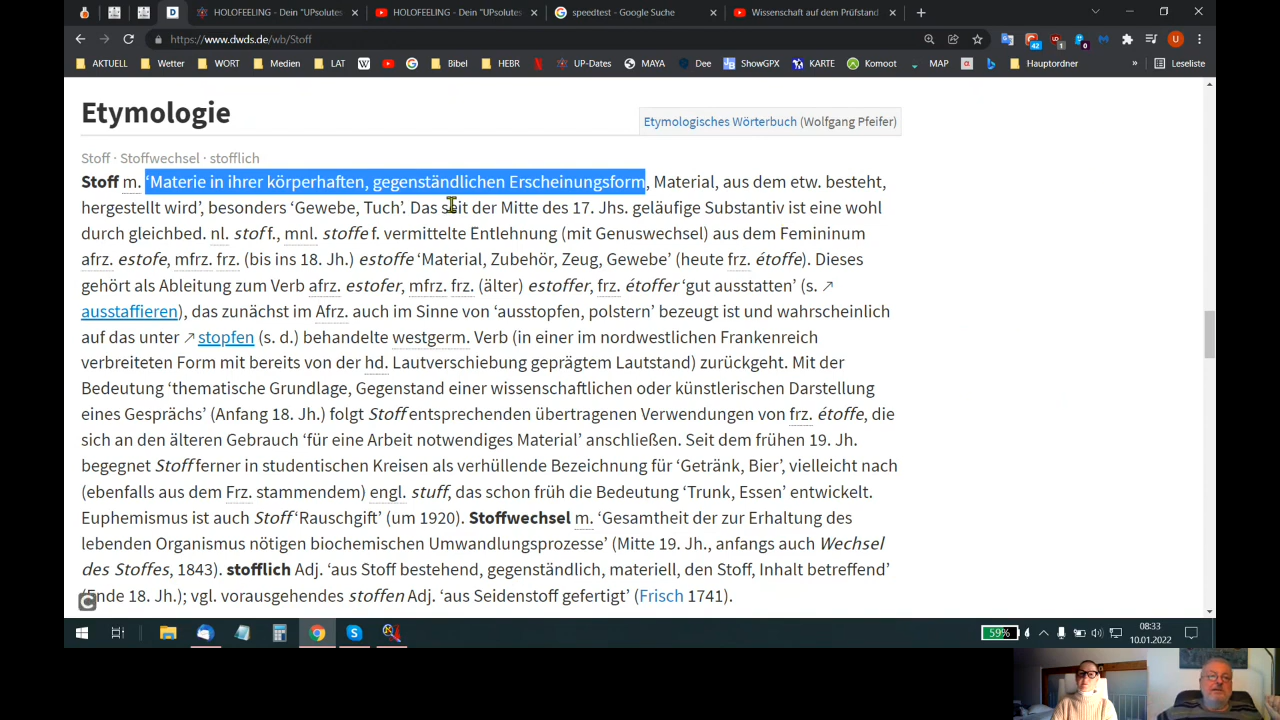 HOLOFEELING - Dein "UPsolutes
HOLOFEELING - Dein "UPsolutes
speedtest - Google Suche
Wissenschaft auf dem Prüfstand
https://www.dwds.de/wb/Stoff
42
1
0
U
AKTUELL
Wetter
WORT
Medien
LAT
Bibel
HEBR
UP-Dates
MAYA
Dee
ShowGPX
KARTE
Komoot
MAP
Hauptordner
»
Leseliste
Etymologie
Etymologisches Wörterbuch (Wolfgang Pfeifer)
Stoff · Stoffwechsel · stofflich
Stoff m. ‘Materie in ihrer körperhaften, gegenständlichen Erscheinungsform, Material, aus dem etw. besteht,
hergestellt wird’, besonders ‘Gewebe, Tuch’. Das seit der Mitte des 17. Jhs. geläufige Substantiv ist eine wohl
durch gleichbed. nl. stof f., mnl. stoffe f. vermittelte Entlehnung (mit Genuswechsel) aus dem Femininum
afrz. estofe, mfrz. frz. (bis ins 18. Jh.) estoffe ‘Material, Zubehör, Zeug, Gewebe’ (heute frz. étoffe). Dieses
gehört als Ableitung zum Verb afrz. estofer, mfrz. frz. (älter) estoffer, frz. étoffer ‘gut ausstatten’ (s. ↗
ausstaffieren), das zunächst im Afrz. auch im Sinne von ‘ausstopfen, polstern’ bezeugt ist und wahrscheinlich
auf das unter ↗ stopfen (s. d.) behandelte westgerm. Verb (in einer im nordwestlichen Frankenreich
verbreiteten Form mit bereits von der hd. Lautverschiebung geprägtem Lautstand) zurückgeht. Mit der
Bedeutung ‘thematische Grundlage, Gegenstand einer wissenschaftlichen oder künstlerischen Darstellung
eines Gesprächs’ (Anfang 18. Jh.) folgt Stoff entsprechenden übertragenen Verwendungen von frz. étoffe, die
sich an den älteren Gebrauch ‘für eine Arbeit notwendiges Material’ anschließen. Seit dem frühen 19. Jh.
begegnet Stoff ferner in studentischen Kreisen als verhüllende Bezeichnung für ‘Getränk, Bier’, vielleicht nach
(ebenfalls aus dem Frz. stammendem) engl. stuff, das schon früh die Bedeutung ‘Trunk, Essen’ entwickelt.
Euphemismus ist auch Stoff ‘Rauschgift’ (um 1920). Stoffwechsel m. ‘Gesamtheit der zur Erhaltung des
lebenden Organismus nötigen biochemischen Umwandlungsprozesse’ (Mitte 19. Jh., anfangs auch Wechsel
des Stoffes, 1843). stofflich Adj. ‘aus Stoff bestehend, gegenständlich, materiell, den Stoff, Inhalt betreffend’
(Ende 18. Jh.); vgl. vorausgehendes stoffen Adj. ‘aus Seidenstoff gefertigt’ (Frisch 1741).
59%
08:33
10.01.2022